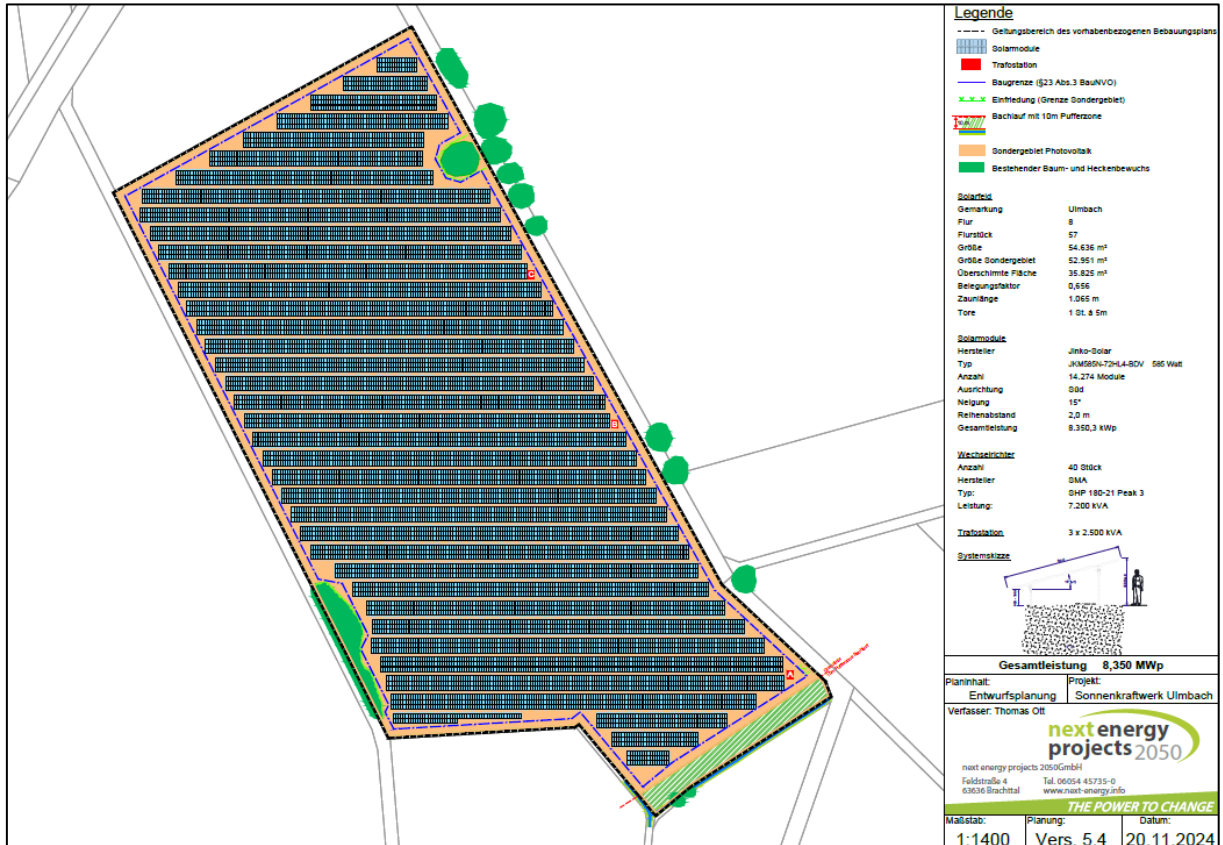 Legende
Geltungsbereich des vorhabenbezogenen Bebauungsplans
Solarmodule
Trafostation
Baugrenze (§23 Abs.3 BauNVO)
Einfriedung (Grenze Sondergebiet)
Bachlauf mit 10m Pufferzone
Sondergebiet Photovoltaik
Bestehender Baum- und Heckenbewuchs
Solarfeld
Gemarkung Ulmbach
Flur 8
Flurstück 57
Größe 54.636 m²
Größe Sondergebiet 52.951 m²
Überschirmte Fläche 35.825 m²
Belegungsfaktor 0,656
Zaunlänge 1.065 m
Tore 1 St. á 5m
Solarmodule
Hersteller Jinko-Solar
Typ JKM585N-72HL4-BDV 585 Watt
Anzahl 14.274 Module
Ausrichtung Süd
Neigung 15°
Reihenabstand 2,0 m
Gesamtleistung 8.350,3 kWp
Wechselrichter
Anzahl 40 Stück
Hersteller SMA
Typ: SHP 180-21 Peak 3
Leistung: 7.200 kVA
Trafostation 3 x 2.500 kVA
Systemskizze
Gesamtleistung 8,350 MWp
Planinhalt: Projekt:
Entwurfsplanung Sonnenkraftwerk Ulmbach
Verfasser: Thomas Ott
next energy
projects 2050
next energy projects 2050GmbH
Feldstraße 4 Tel. 06054 45735-0
63636 Brachttal www.next-energy.info
THE POWER TO CHANGE
Maßstab: Planung: Datum:
1:1400 Vers. 5.4 20.11.2024
C
B
A